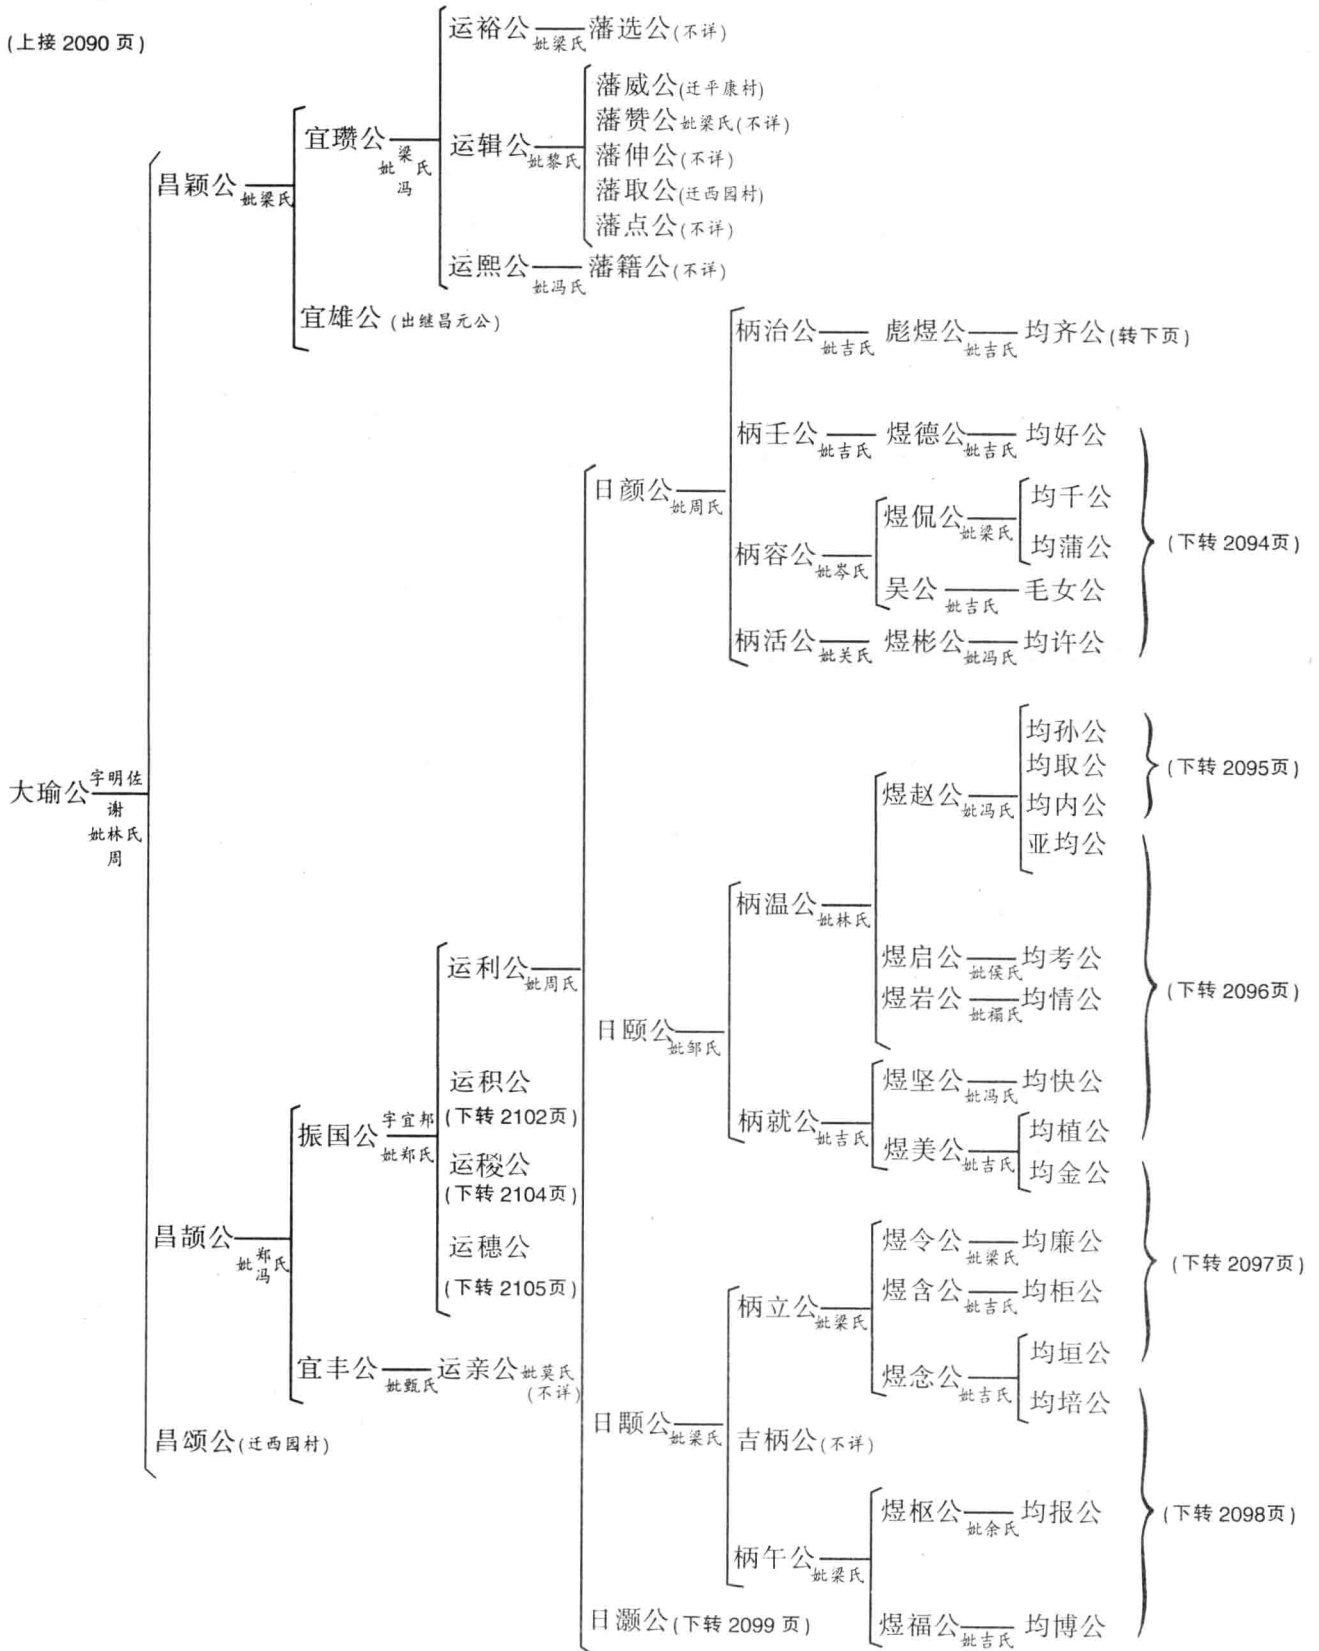 (上接 2090 页)
运裕公 妣梁氏 藩选公(不详)
藩威公(迁平康村)
藩赞公妣梁氏(不详)
宜瓒公 妣梁冯氏 运辑公 妣黎氏 藩伸公(不详)
昌颖公 妣梁氏 藩取公(迁西园村)
藩点公(不详)
运熙公 妣冯氏 藩籍公(不详)
宜雄公(出继昌元公)
柄治公 妣吉氏 彪煜公 妣吉氏 均齐公(转下页)
柄壬公 妣吉氏 煜德公 妣吉氏 均好公
日颜公 妣周氏 煜侃公 妣梁氏 均千公
均蒲公 (下转 2094页)
柄容公 妣岑氏
吴公 妣吉氏 毛女公
柄活公 妣关氏 煜彬公 妣冯氏 均许公
均孙公
均取公 (下转 2095页)
大瑜公 字明佐 妣谢林周氏 煜赵公 妣冯氏 均内公
亚均公
柄温公 妣林氏
运利公 妣周氏 煜启公 妣侯氏 均考公
煜岩公 妣禤氏 均情公 (下转 2096页)
日颐公 妣邹氏
运积公 煜坚公 妣冯氏 均快公
(下转 2102页)
振国公 字宜邦 妣郑氏 柄就公 妣吉氏 煜美公 妣吉氏 均植公
运稷公 均金公
(下转 2104页)
昌颉公 妣郑冯氏 运穗公 煜令公 妣梁氏 均廉公
(下转 2097页)
(下转 2105页) 柄立公 妣梁氏 煜含公 妣吉氏 均柜公
宜丰公 妣甄氏 运亲公 妣莫氏(不详) 煜念公 妣吉氏 均垣公
均培公
日颙公 妣梁氏
昌颂公(迁西园村) 吉柄公(不详)
煜枢公 妣余氏 均报公 (下转 2098页)
柄午公 妣梁氏
日灏公(下转 2099 页) 煜福公 妣吉氏 均博公